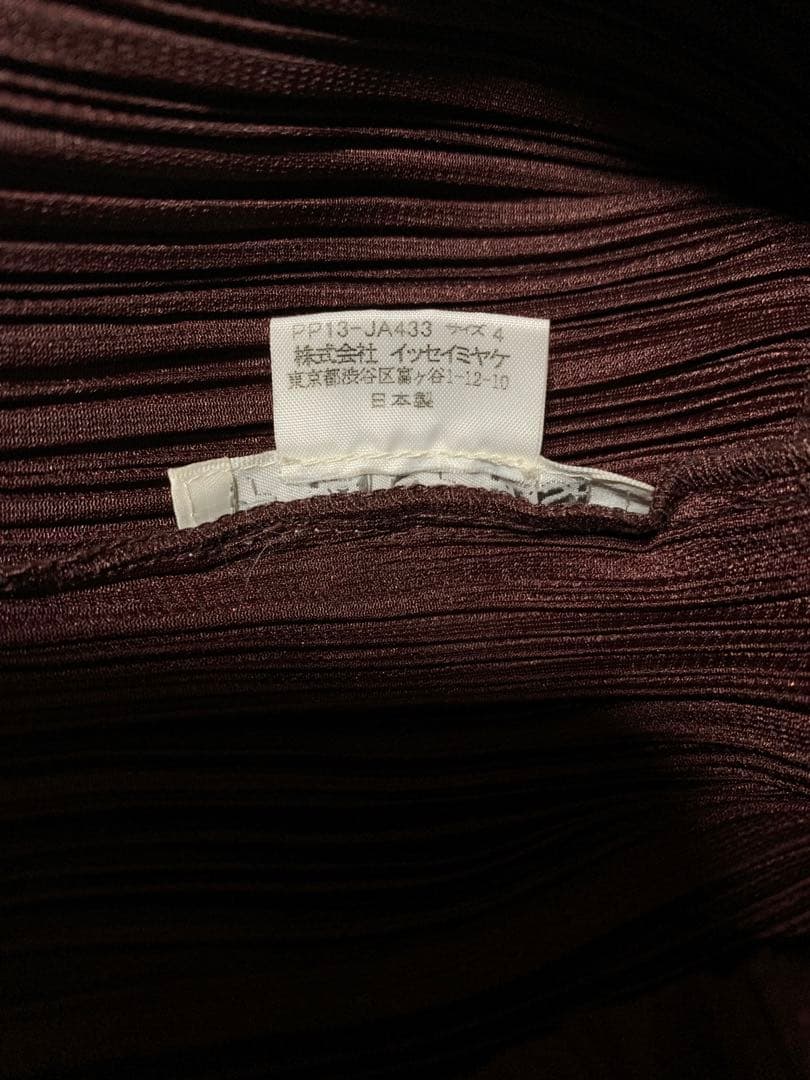 PP13-JA433 サイズ 4
株式会社 イッセイミヤケ
東京都渋谷区富ヶ谷1-12-10
日本製